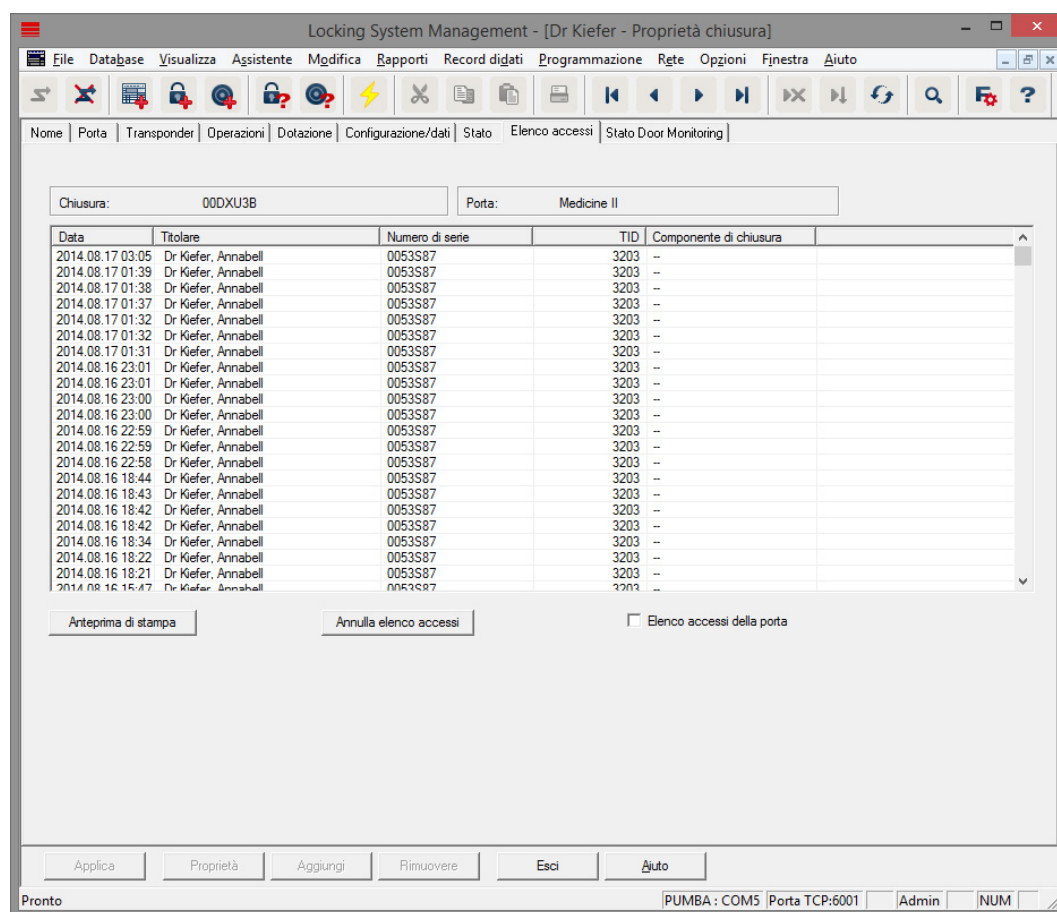 Locking System Management - [Dr Kiefer - Proprietà chiusura]
File Database Visualizza Assistente Modifica Rapporti Record di dati Programmazione Rete Opzioni Finestra Aiuto
Nome Porta Transponder Operazioni Dotazione Configurazione/dati Stato Elenco accessi Stato Door Monitoring
Chiusura: 00DXU3B Porta: Medicine II
Data Titolare Numero di serie TID Componente di chiusura
2014.08.17 03:05 Dr Kiefer, Annabell 0053S87 3203 --
2014.08.17 01:39 Dr Kiefer, Annabell 0053S87 3203 --
2014.08.17 01:38 Dr Kiefer, Annabell 0053S87 3203 --
2014.08.17 01:37 Dr Kiefer, Annabell 0053S87 3203 --
2014.08.17 01:32 Dr Kiefer, Annabell 0053S87 3203 --
2014.08.17 01:32 Dr Kiefer, Annabell 0053S87 3203 --
2014.08.17 01:31 Dr Kiefer, Annabell 0053S87 3203 --
2014.08.16 23:01 Dr Kiefer, Annabell 0053S87 3203 --
2014.08.16 23:01 Dr Kiefer, Annabell 0053S87 3203 --
2014.08.16 23:00 Dr Kiefer, Annabell 0053S87 3203 --
2014.08.16 23:00 Dr Kiefer, Annabell 0053S87 3203 --
2014.08.16 22:59 Dr Kiefer, Annabell 0053S87 3203 --
2014.08.16 22:59 Dr Kiefer, Annabell 0053S87 3203 --
2014.08.16 22:58 Dr Kiefer, Annabell 0053S87 3203 --
2014.08.16 18:44 Dr Kiefer, Annabell 0053S87 3203 --
2014.08.16 18:43 Dr Kiefer, Annabell 0053S87 3203 --
2014.08.16 18:42 Dr Kiefer, Annabell 0053S87 3203 --
2014.08.16 18:42 Dr Kiefer, Annabell 0053S87 3203 --
2014.08.16 18:34 Dr Kiefer, Annabell 0053S87 3203 --
2014.08.16 18:22 Dr Kiefer, Annabell 0053S87 3203 --
2014.08.16 18:21 Dr Kiefer, Annabell 0053S87 3203 --
2014.08.16 15:47 Dr Kiefer, Annabell 0053S87 3203 --
Anteprima di stampa Annulla elenco accessi Elenco accessi della porta
Applica Proprietà Aggiungi Rimuovere Esci Aiuto
Pronto PUMBA : COM5 Porta TCP:6001 Admin NUM